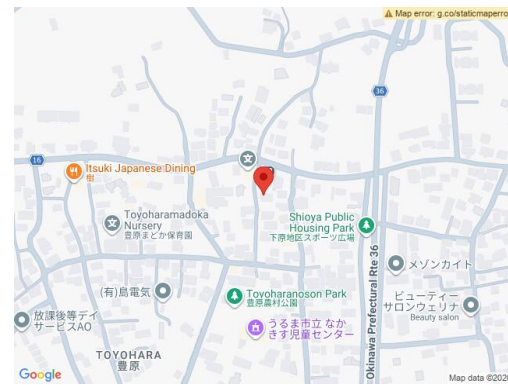 Map error: g.co/staticmaperro
36
16
Itsuki Japanese Dining
樹
文
文
Toyoharamadoka
Nursery
豊原まどか保育園
Shioya Public
Housing Park
下原地区スポーツ広場
Okinawa Prefectural Rte 36
メゾンカイト
(有)島電気
Toyoharanoson Park
豊原農村公園
ビューティー
サロンウェリナ
Beauty salon
放課後等デイ
サービスAO
うるま市立 なか
きす児童センター
36
TOYOHARA
豊原
Google
Map data ©2026